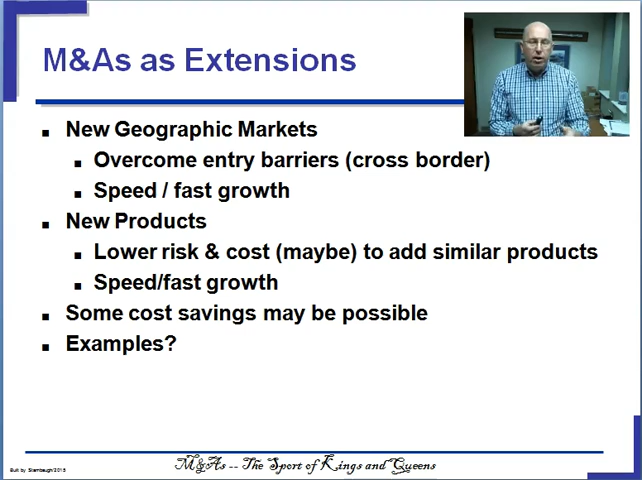 M&As as Extensions
New Geographic Markets
Overcome entry barriers (cross border)
Speed / fast growth
New Products
Lower risk & cost (maybe) to add similar products
Speed/fast growth
Some cost savings may be possible
Examples?
Built by Stambaugh/2015
M&As -- The Sport of Kings and Queens